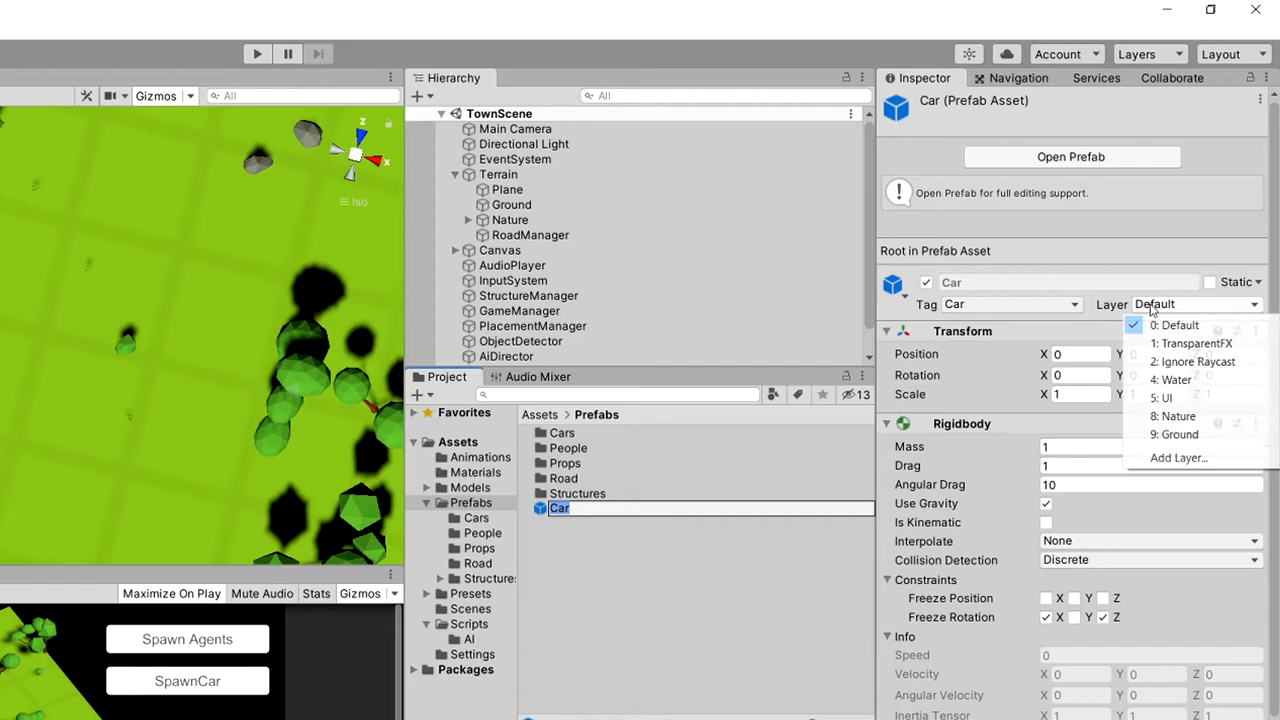 Account
Layers
Layout
Hierarchy
Inspector
Navigation
Services
Collaborate
Gizmos
All
All
TownScene
Main Camera
Directional Light
EventSystem
Terrain
Plane
Ground
Nature
RoadManager
Canvas
AudioPlayer
InputSystem
StructureManager
GameManager
PlacementManager
ObjectDetector
AiDirector
z
x
Iso
Car (Prefab Asset)
Open Prefab
Open Prefab for full editing support.
Root in Prefab Asset
Car
Static
Tag Car
Layer Default
0: Default
1: TransparentFX
2: Ignore Raycast
4: Water
5: UI
8: Nature
9: Ground
Add Layer...
Transform
Position X 0
Rotation X 0
Scale X 1
Rigidbody
Mass 1
Drag 1
Angular Drag 10
Use Gravity
Is Kinematic
Interpolate None
Collision Detection Discrete
Constraints
Freeze Position X Y Z
Freeze Rotation X Y Z
Info
Speed 0
Velocity X 0 Y 0 Z 0
Angular Velocity X 0 Y 0 Z 0
Inertia Tensor X 1 Y 1 Z 1
Project
Audio Mixer
13
Favorites
Assets
Animations
Materials
Models
Prefabs
Cars
People
Props
Road
Structures
Presets
Scenes
Scripts
AI
Settings
Packages
Assets > Prefabs
Cars
People
Props
Road
Structures
Car
Maximize On Play
Mute Audio
Stats
Gizmos
Spawn Agents
SpawnCar